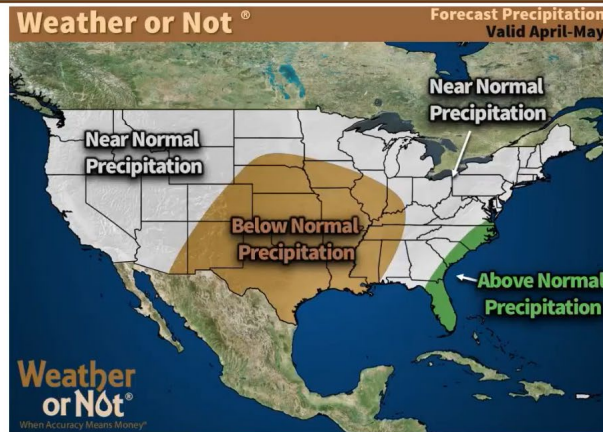 Weather or Not ®
Forecast Precipitation
Valid April-May
Near Normal
Precipitation
Near Normal
Precipitation
Below Normal
Precipitation
Above Normal
Precipitation
Weather
or Not®
When Accuracy Means Money®